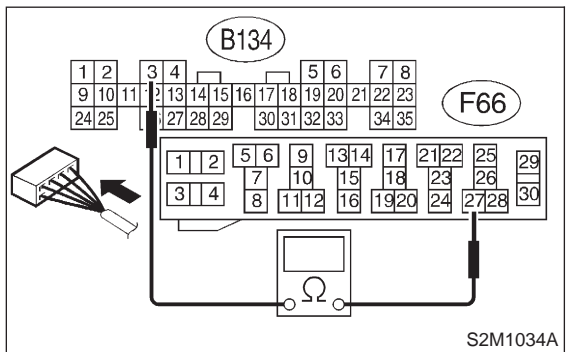 B134
1 2 3 4 5 6 7 8
9 10 11 12 13 14 15 16 17 18 19 20 21 22 23
24 25 27 28 29 30 31 32 33 34 35
F66
1 2 5 6 9 13 14 17 21 22 25 29
7 10 15 18 23 26
3 4 8 11 12 16 19 20 24 27 28 30
Ω
S2M1034A